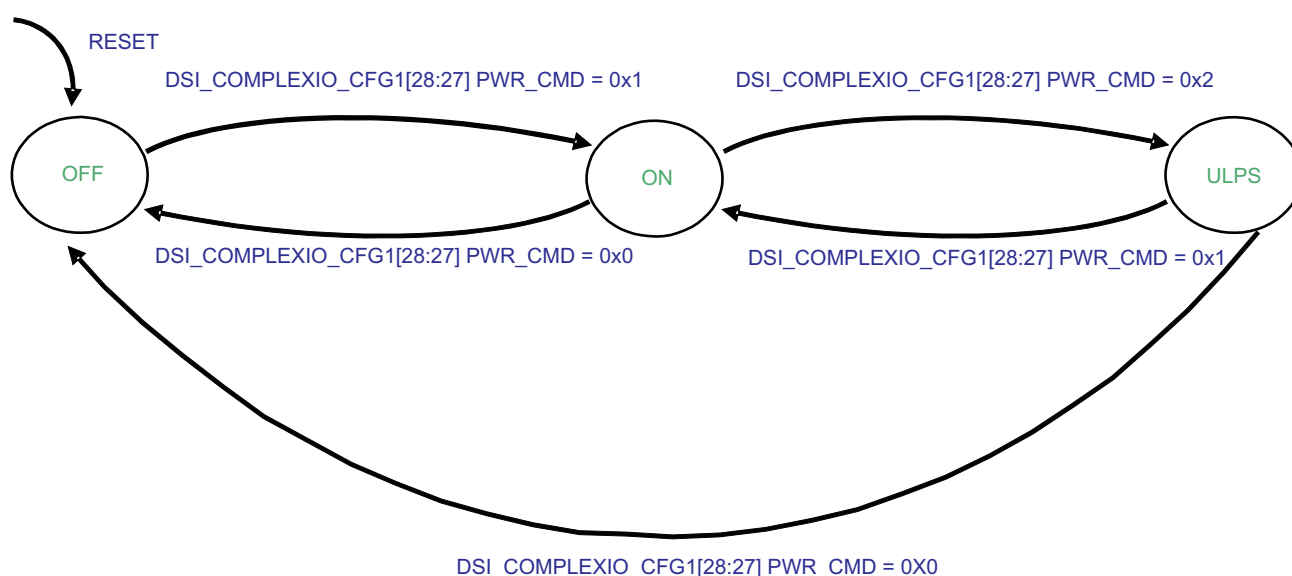 RESET
DSI_COMPLEXIO_CFG1[28:27] PWR_CMD = 0x1
DSI_COMPLEXIO_CFG1[28:27] PWR_CMD = 0x2
OFF
ON
ULPS
DSI_COMPLEXIO_CFG1[28:27] PWR_CMD = 0x0
DSI_COMPLEXIO_CFG1[28:27] PWR_CMD = 0x1
DSI_COMPLEXIO_CFG1[28:27] PWR_CMD = 0X0